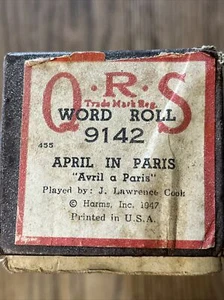 Q·R·S
Trade Mark Reg.
WORD ROLL
9142
455
APRIL IN PARIS
"Avril a Paris"
Played by: J. Lawrence Cook
© Harms, Inc. 1947
Printed in U.S.A.